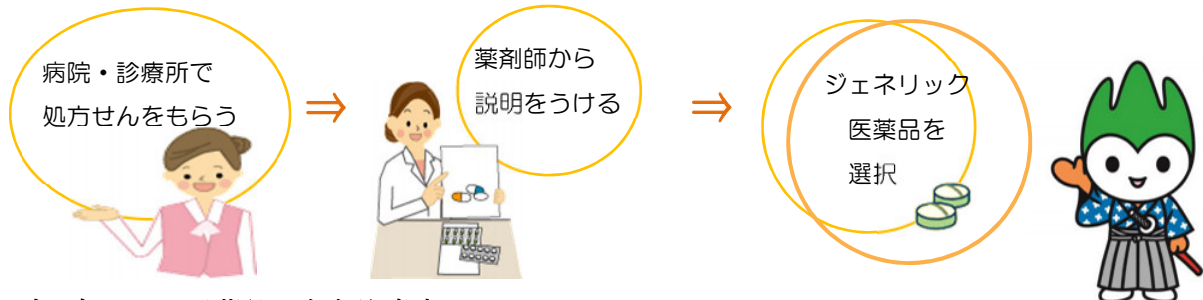 病院・診療所で
処方せんをもらう
⇒
薬剤師から
説明をうける
⇒
ジェネリック
医薬品を
選択